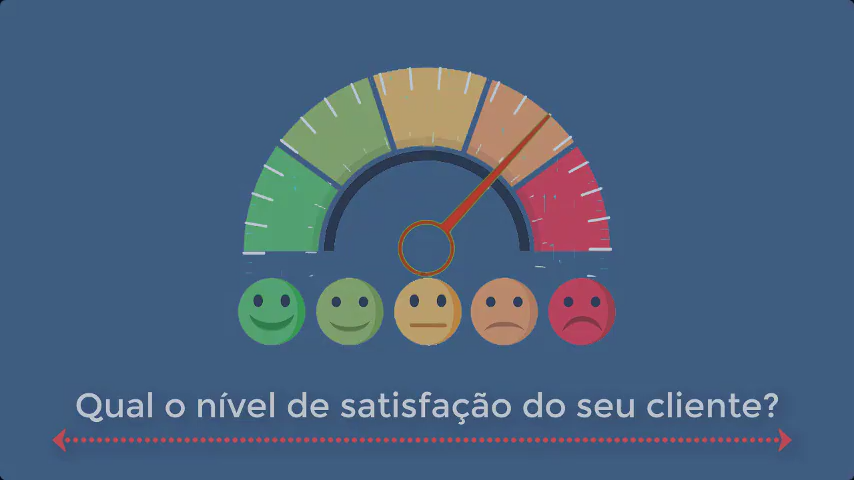 Qual o nível de satisfação do seu cliente?